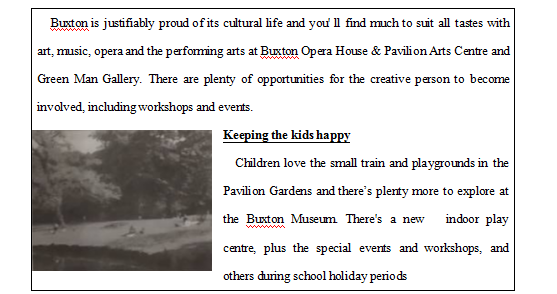 Buxton is justifiably proud of its cultural life and you' ll find much to suit all tastes with
art, music, opera and the performing arts at Buxton Opera House & Pavilion Arts Centre and
Green Man Gallery. There are plenty of opportunities for the creative person to become
involved, including workshops and events.
Keeping the kids happy
Children love the small train and playgrounds in the
Pavilion Gardens and there's plenty more to explore at
the Buxton Museum. There's a new indoor play
centre, plus the special events and workshops, and
others during school holiday periods